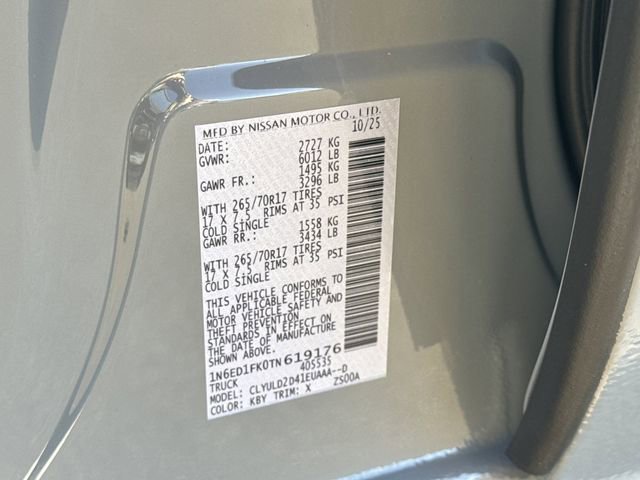 MFD BY NISSAN MOTOR CO., LTD.
DATE: 10/25
GVWR: 2727 KG
6012 LB
GAWR FR.: 1495 KG
3296 LB
WITH 265/70R17 TIRES
17 X 7.5 RIMS AT 35 PSI
COLD SINGLE
GAWR RR.: 1558 KG
3434 LB
WITH 265/70R17 TIRES
17 X 7.5 RIMS AT 35 PSI
COLD SINGLE
THIS VEHICLE CONFORMS TO
ALL APPLICABLE FEDERAL
MOTOR VEHICLE SAFETY AND
THEFT PREVENTION
STANDARDS IN EFFECT ON
THE DATE OF MANUFACTURE
SHOWN ABOVE.
1N6ED1FK0TN619176
TRUCK 405535
MODEL: CLYULD2D41EUAAA--D
COLOR: KBY TRIM: X Z500A